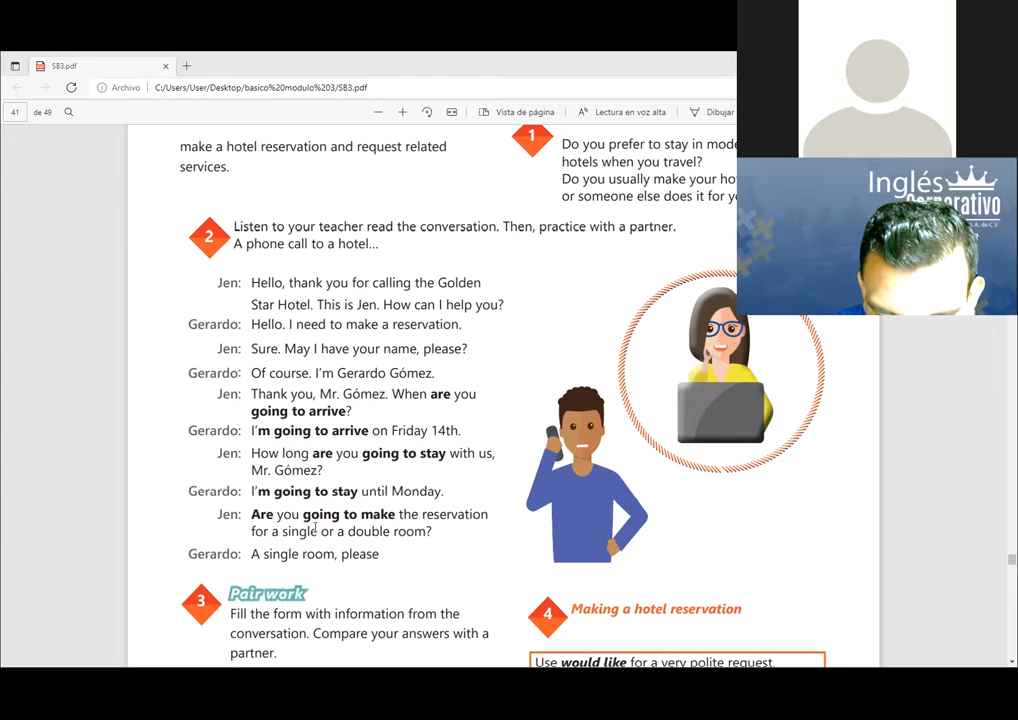 SB3.pdf
Archivo
C:/Users/User/Desktop/basico%20modulo%203/SB3.pdf
41
de 49
Vista de página
Lectura en voz alta
Dibujar
make a hotel reservation and request related
services.
1
Do you prefer to stay in mode
hotels when you travel?
Do you usually make your ho
or someone else does it for y
Inglés
S.A. de C.V.
2
Listen to your teacher read the conversation. Then, practice with a partner.
A phone call to a hotel...
Jen: Hello, thank you for calling the Golden
Star Hotel. This is Jen. How can I help you?
Gerardo: Hello. I need to make a reservation.
Jen: Sure. May I have your name, please?
Gerardo: Of course. I'm Gerardo Gómez.
Jen: Thank you, Mr. Gómez. When are you
going to arrive?
Gerardo: I'm going to arrive on Friday 14th.
Jen: How long are you going to stay with us,
Mr. Gómez?
Gerardo: I'm going to stay until Monday.
Jen: Are you going to make the reservation
for a single or a double room?
Gerardo: A single room, please
3
Pair work
Fill the form with information from the
conversation. Compare your answers with a
partner.
4
Making a hotel reservation
Use would like for a very polite request.